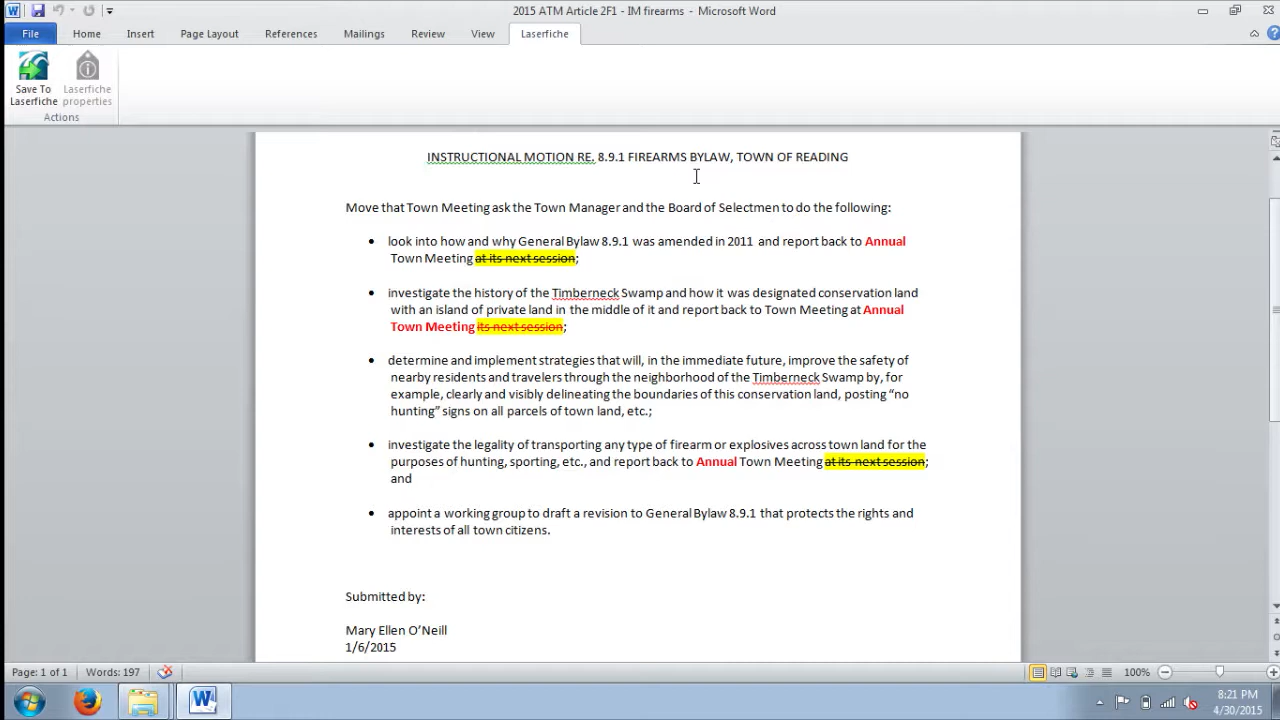 2015 ATM Article 2F1 - IM firearms - Microsoft Word
File Home Insert Page Layout References Mailings Review View Laserfiche
Save To Laserfiche
Laserfiche properties
Actions
INSTRUCTIONAL MOTION RE. 8.9.1 FIREARMS BYLAW, TOWN OF READING
Move that Town Meeting ask the Town Manager and the Board of Selectmen to do the following:
• look into how and why General Bylaw 8.9.1 was amended in 2011 and report back to Annual
Town Meeting at its next session;
• investigate the history of the Timberneck Swamp and how it was designated conservation land
with an island of private land in the middle of it and report back to Town Meeting at Annual
Town Meeting its next session;
• determine and implement strategies that will, in the immediate future, improve the safety of
nearby residents and travelers through the neighborhood of the Timberneck Swamp by, for
example, clearly and visibly delineating the boundaries of this conservation land, posting “no
hunting” signs on all parcels of town land, etc.;
• investigate the legality of transporting any type of firearm or explosives across town land for the
purposes of hunting, sporting, etc., and report back to Annual Town Meeting at its next session;
and
• appoint a working group to draft a revision to General Bylaw 8.9.1 that protects the rights and
interests of all town citizens.
Submitted by:
Mary Ellen O’Neill
1/6/2015
Page: 1 of 1 Words: 197 100%
8:21 PM
4/30/2015